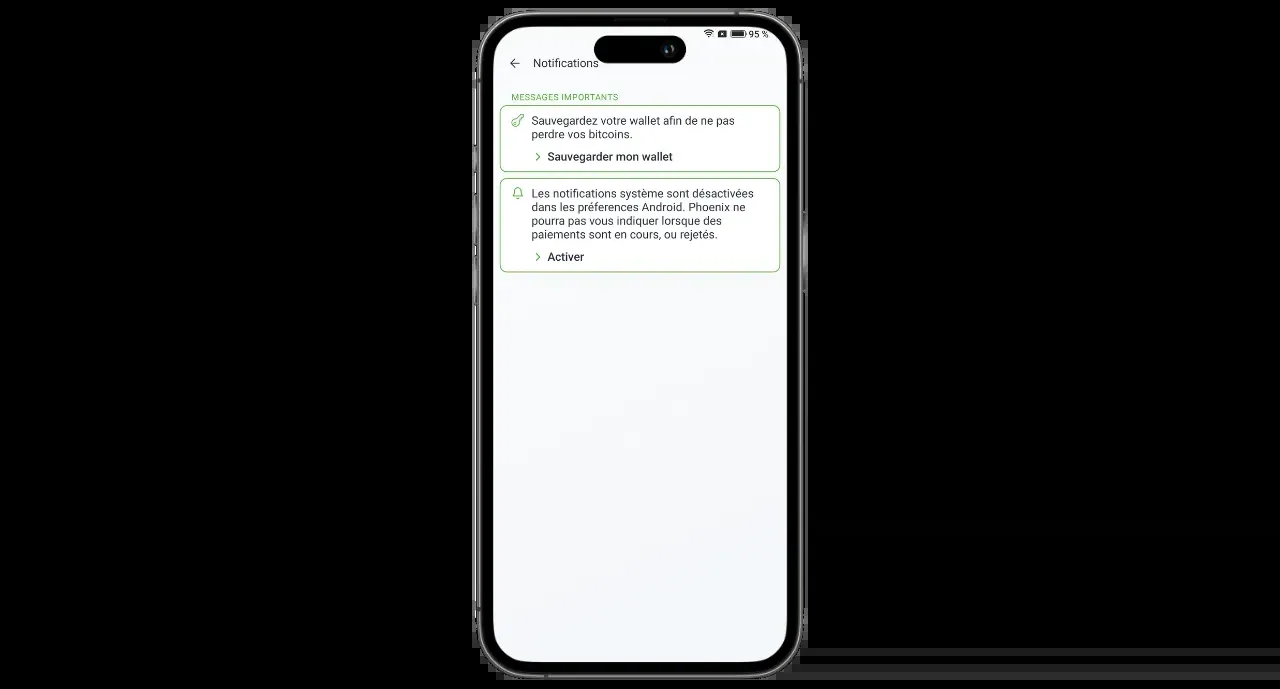 95 %
Notifications
MESSAGES IMPORTANTS
Sauvegardez votre wallet afin de ne pas
perdre vos bitcoins.
Sauvegarder mon wallet
Les notifications système sont désactivées
dans les préferences Android. Phoenix ne
pourra pas vous indiquer lorsque des
paiements sont en cours, ou rejetés.
Activer